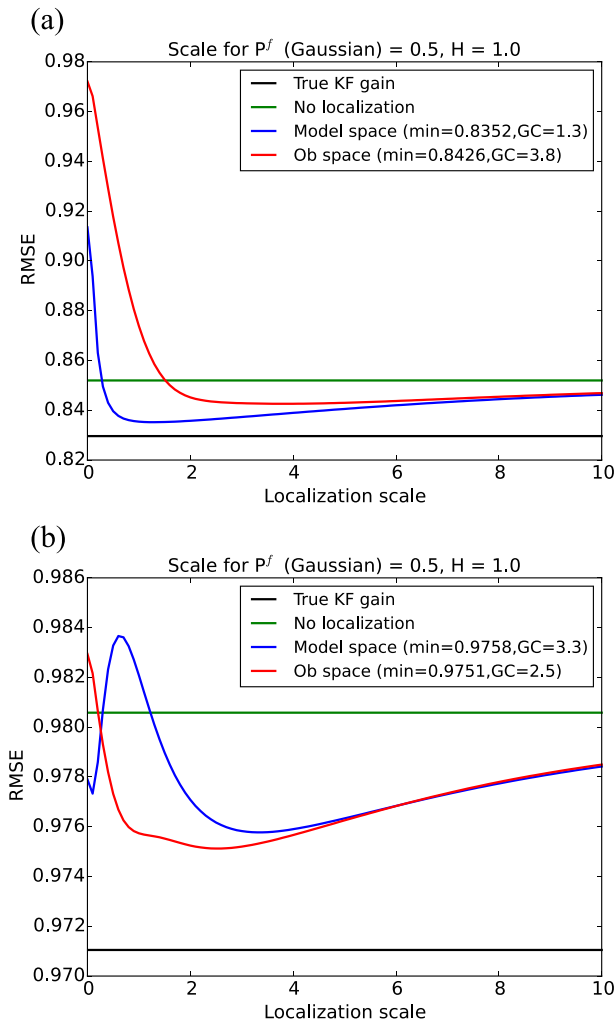 (a)
Scale for P^f (Gaussian) = 0.5, H = 1.0
0.98
0.96
0.94
0.92
0.90
0.88
0.86
0.84
0.82
RMSE
True KF gain
No localization
Model space (min=0.8352,GC=1.3)
Ob space (min=0.8426,GC=3.8)
0 2 4 6 8 10
Localization scale
(b)
Scale for P^f (Gaussian) = 0.5, H = 1.0
0.986
0.984
0.982
0.980
0.978
0.976
0.974
0.972
0.970
RMSE
True KF gain
No localization
Model space (min=0.9758,GC=3.3)
Ob space (min=0.9751,GC=2.5)
0 2 4 6 8 10
Localization scale